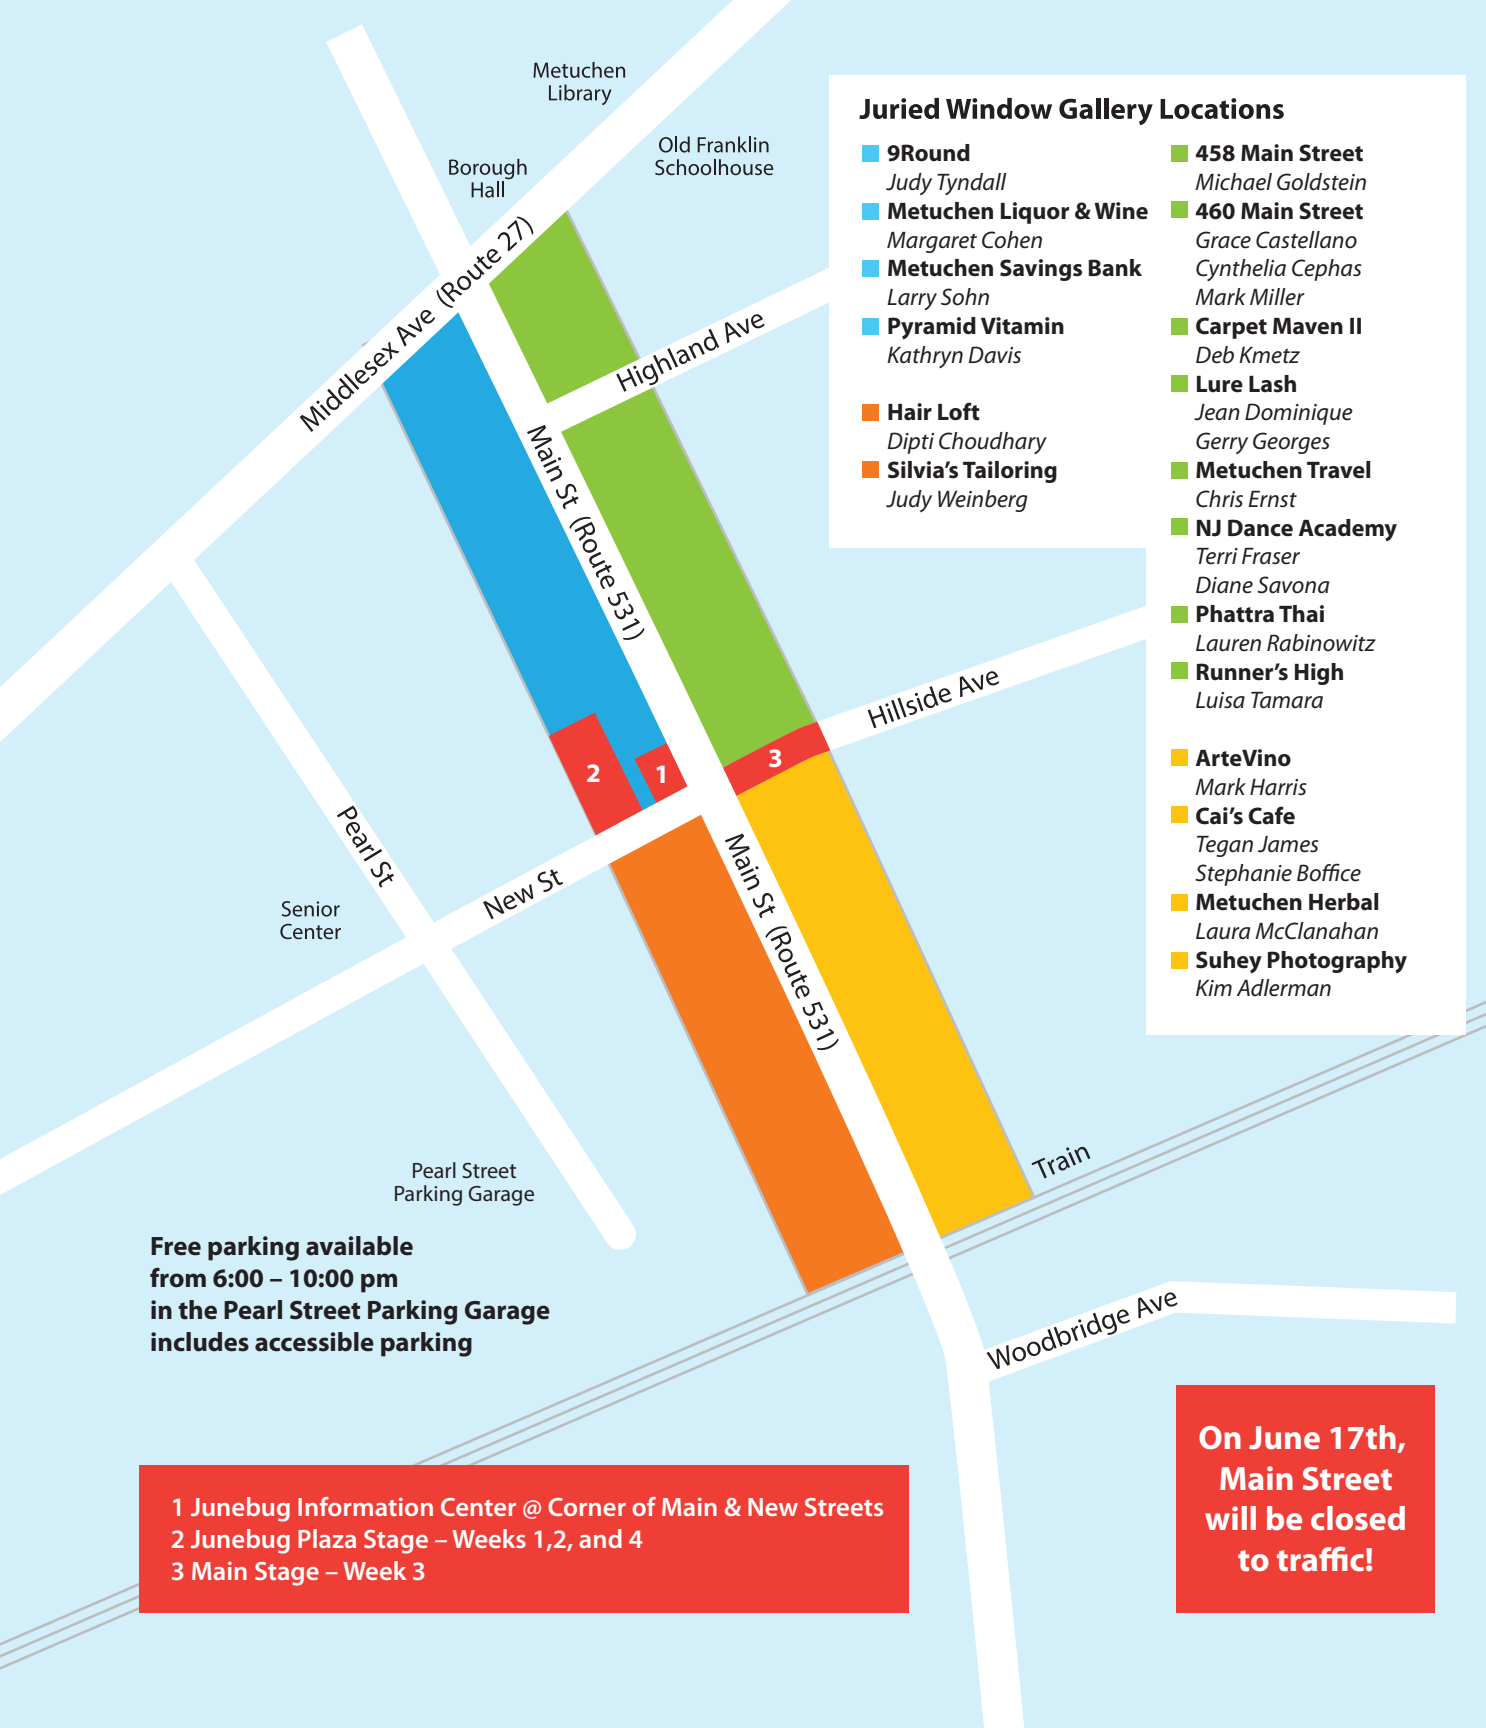 Metuchen
Library
Old Franklin
Schoolhouse
Borough
Hall
Middlesex Ave (Route 27)
Highland Ave
Main St (Route 531)
Hillside Ave
2
1
3
Pearl St
New St
Main St (Route 531)
Senior
Center
Train
Pearl Street
Parking Garage
Woodbridge Ave
Juried Window Gallery Locations
9Round
Judy Tyndall
Metuchen Liquor & Wine
Margaret Cohen
Metuchen Savings Bank
Larry Sohn
Pyramid Vitamin
Kathryn Davis
Hair Loft
Dipti Choudhary
Silvia's Tailoring
Judy Weinberg
458 Main Street
Michael Goldstein
460 Main Street
Grace Castellano
Cynthelia Cephas
Mark Miller
Carpet Maven II
Deb Kmetz
Lure Lash
Jean Dominique
Gerry Georges
Metuchen Travel
Chris Ernst
NJ Dance Academy
Terri Fraser
Diane Savona
Phattra Thai
Lauren Rabinowitz
Runner's High
Luisa Tamara
ArteVino
Mark Harris
Cai's Cafe
Tegan James
Stephanie Boffice
Metuchen Herbal
Laura McClanahan
Suhey Photography
Kim Adlerman
Free parking available
from 6:00 – 10:00 pm
in the Pearl Street Parking Garage
includes accessible parking
1 Junebug Information Center @ Corner of Main & New Streets
2 Junebug Plaza Stage – Weeks 1,2, and 4
3 Main Stage – Week 3
On June 17th,
Main Street
will be closed
to traffic!